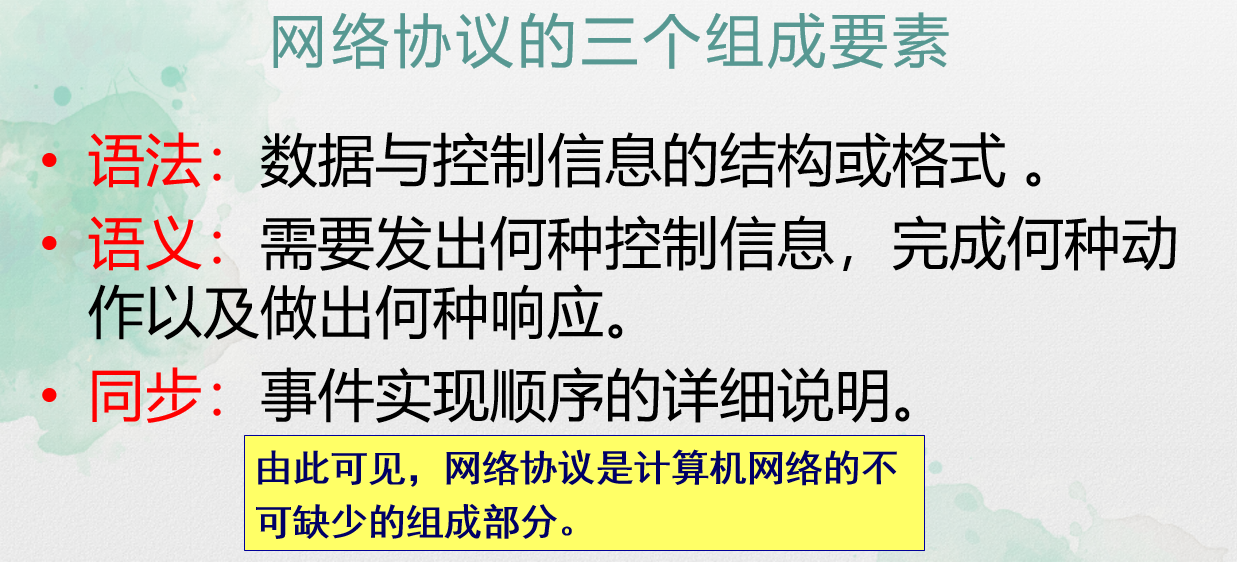 网络协议的三个组成要素
• 语法：数据与控制信息的结构或格式 。
• 语义：需要发出何种控制信息，完成何种动
作以及做出何种响应。
• 同步：事件实现顺序的详细说明。
由此可见，网络协议是计算机网络的不
可缺少的组成部分。